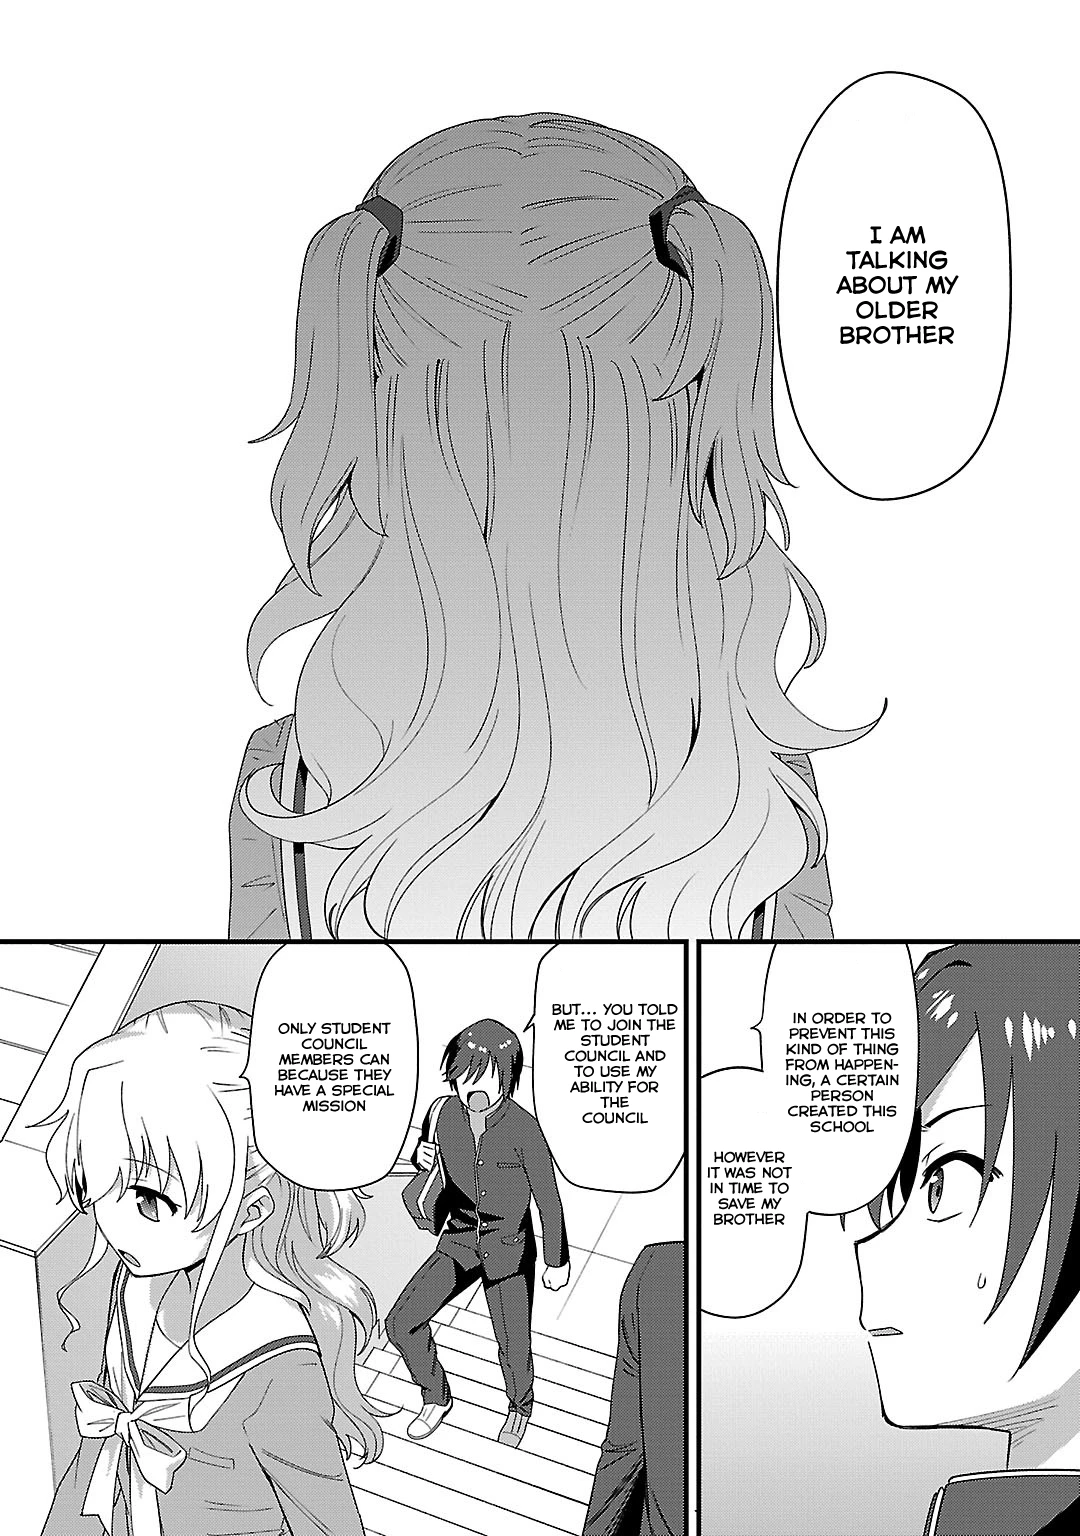 I AM
TALKING
ABOUT MY
OLDER
BROTHER
IN ORDER TO
PREVENT THIS
KIND OF THING
FROM HAPPEN-
ING, A CERTAIN
PERSON
CREATED THIS
SCHOOL
HOWEVER
IT WAS NOT
IN TIME TO
SAVE MY
BROTHER
BUT... YOU TOLD
ME TO JOIN THE
STUDENT
COUNCIL AND
TO USE MY
ABILITY FOR
THE
COUNCIL
ONLY STUDENT
COUNCIL
MEMBERS CAN
BECAUSE THEY
HAVE A SPECIAL
MISSION